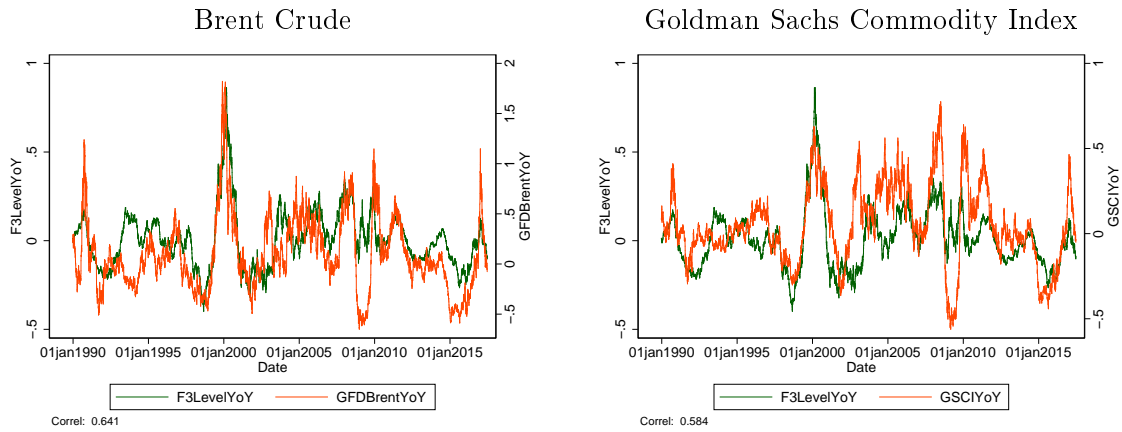 Brent Crude
1
.5
0
-.5
F3LevelYoY
2
1.5
1
.5
0
-.5
GFDBrentYoY
01jan1990 01jan1995 01jan2000 01jan2005 01jan2010 01jan2015
Date
F3LevelYoY GFDBrentYoY
Correl: 0.641
Goldman Sachs Commodity Index
1
.5
0
-.5
F3LevelYoY
1
.5
0
-.5
GSCIYoY
01jan1990 01jan1995 01jan2000 01jan2005 01jan2010 01jan2015
Date
F3LevelYoY GSCIYoY
Correl: 0.584